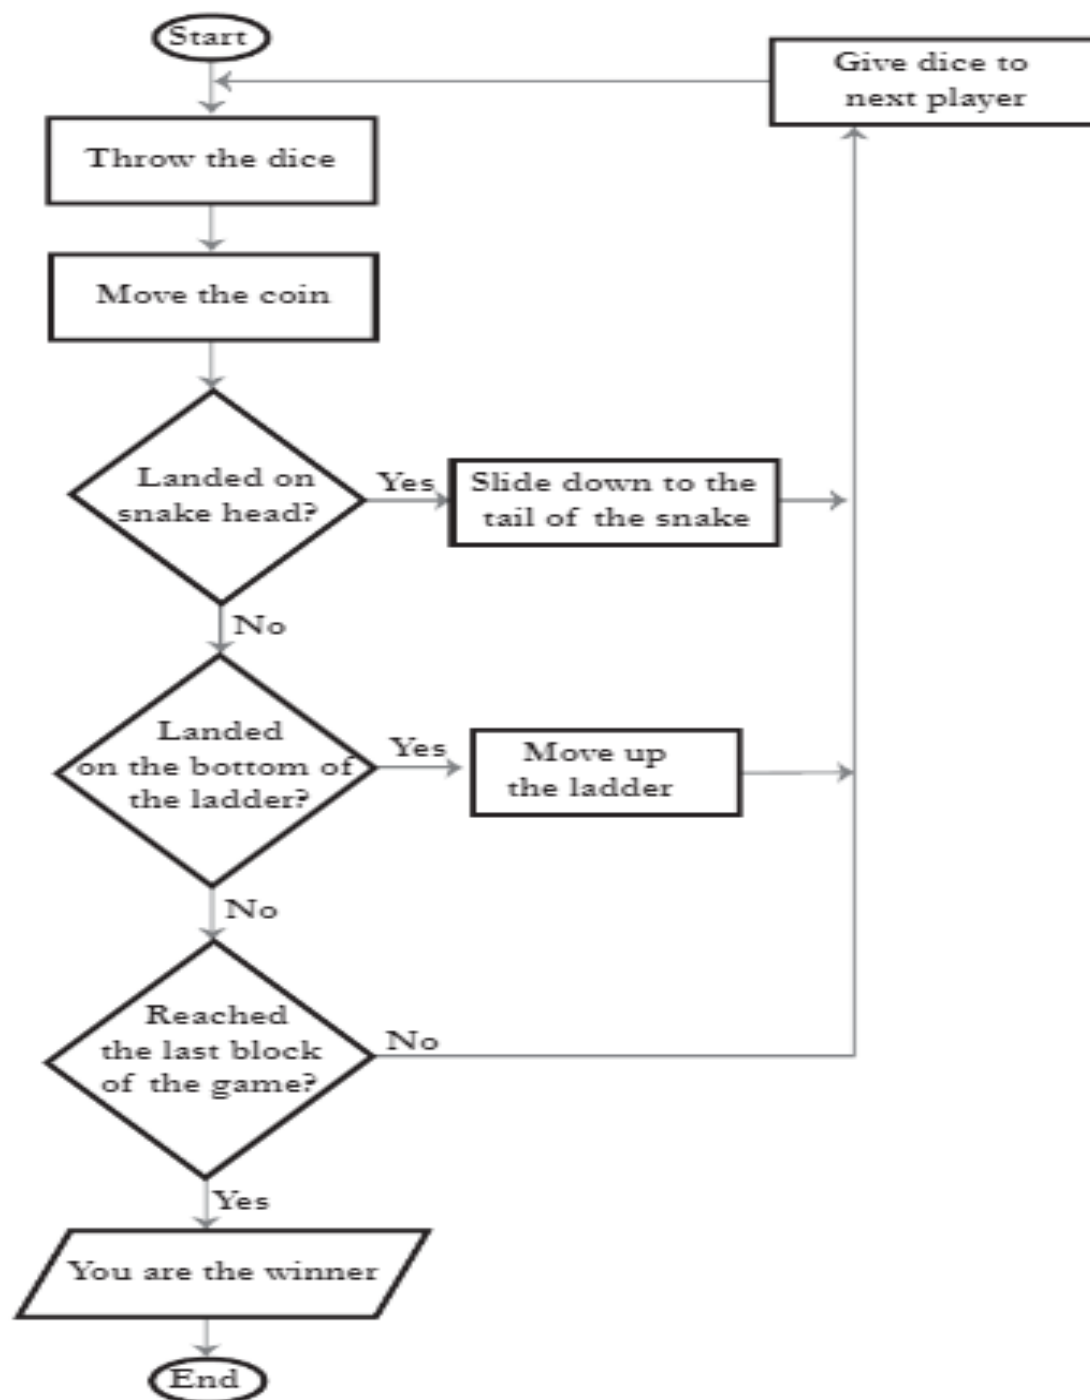 Start
Give dice to
next player
Throw the dice
Move the coin
Landed on
snake head?
Yes
Slide down to the
tail of the snake
No
Landed
on the bottom of
the ladder?
Yes
Move up
the ladder
No
Reached
the last block
of the game?
No
Yes
You are the winner
End